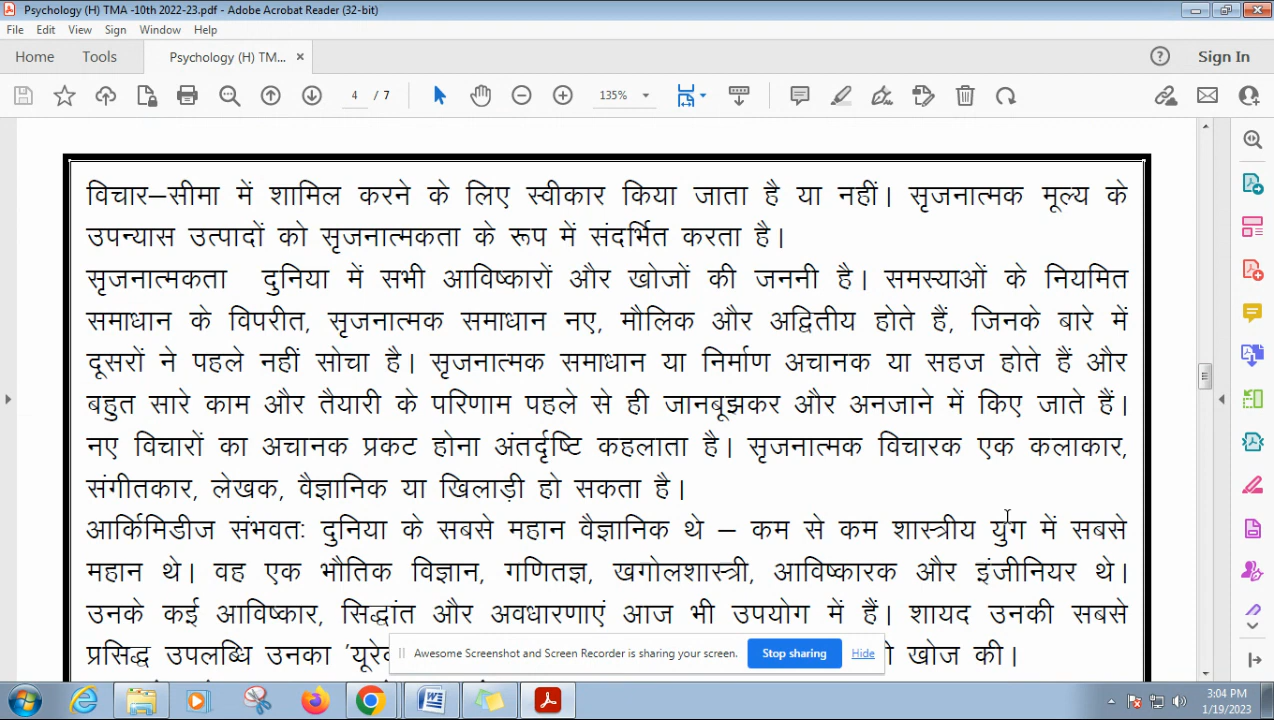 Psychology (H) TMA -10th 2022-23.pdf - Adobe Acrobat Reader (32-bit)
File Edit View Sign Window Help
Home Tools Psychology (H) TM... × Sign In
4 / 7 135%
विचार–सीमा में शामिल करने के लिए स्वीकार किया जाता है या नहीं। सृजनात्मक मूल्य के
उपन्यास उत्पादों को सृजनात्मकता के रूप में संदर्भित करता है।
सृजनात्मकता दुनिया में सभी आविष्कारों और खोजों की जननी है। समस्याओं के नियमित
समाधान के विपरीत, सृजनात्मक समाधान नए, मौलिक और अद्वितीय होते हैं, जिनके बारे में
दूसरों ने पहले नहीं सोचा है। सृजनात्मक समाधान या निर्माण अचानक या सहज होते हैं और
बहुत सारे काम और तैयारी के परिणाम पहले से ही जानबूझकर और अनजाने में किए जाते हैं।
नए विचारों का अचानक प्रकट होना अंतर्दृष्टि कहलाता है। सृजनात्मक विचारक एक कलाकार,
संगीतकार, लेखक, वैज्ञानिक या खिलाड़ी हो सकता है।
आर्किमिडीज संभवतः दुनिया के सबसे महान वैज्ञानिक थे – कम से कम शास्त्रीय युग में सबसे
महान थे। वह एक भौतिक विज्ञान, गणितज्ञ, खगोलशास्त्री, आविष्कारक और इंजीनियर थे।
उनके कई आविष्कार, सिद्धांत और अवधारणाएं आज भी उपयोग में हैं। शायद उनकी सबसे
प्रसिद्ध उपलब्धि उनका खोज की।
Awesome Screenshot and Screen Recorder is sharing your screen. Stop sharing Hide
3:04 PM
1/19/2023